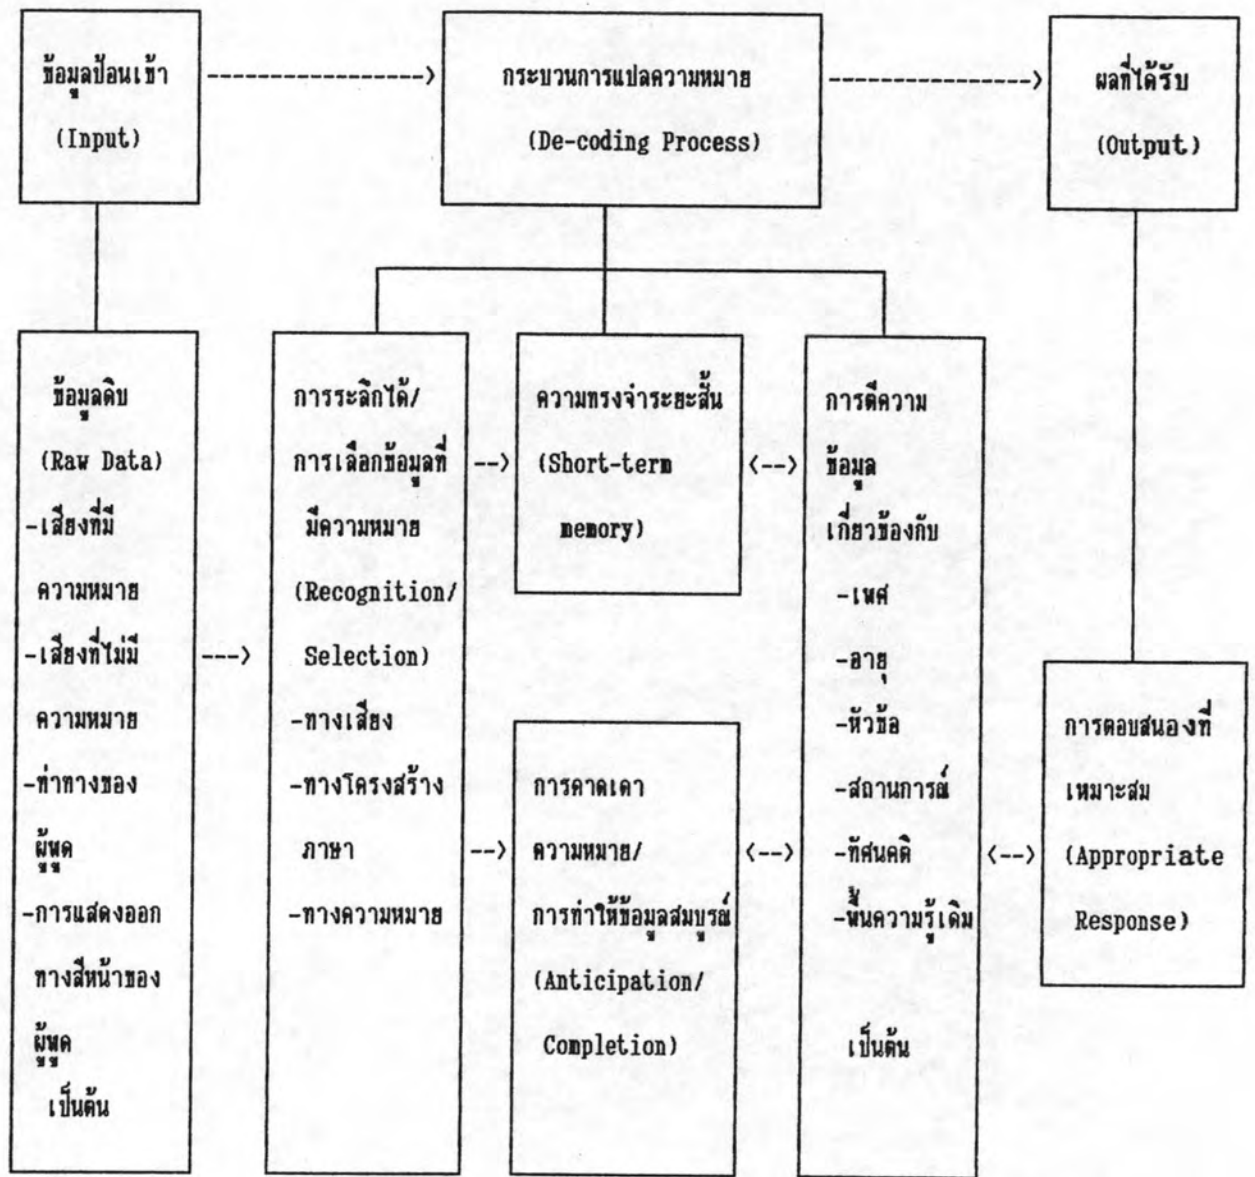 ข้อมูลป้อนเข้า
(Input)
กระบวนการแปลความหมาย
(De-coding Process)
ผลที่ได้รับ
(Output)
ข้อมูลดิบ
(Raw Data)
-เสียงที่มี
ความหมาย
-เสียงที่ไม่มี
ความหมาย
-ท่าทางของ
ผู้พูด
-การแสดงออก
ทางสีหน้าของ
ผู้พูด
เป็นต้น
การระลึกได้/
การเลือกข้อมูลที่
มีความหมาย
(Recognition/
Selection)
-ทางเสียง
-ทางโครงสร้าง
ภาษา
-ทางความหมาย
ความทรงจำระยะสั้น
(Short-term
memory)
การคาดเดา
ความหมาย/
การทำให้ข้อมูลสมบูรณ์
(Anticipation/
Completion)
การตีความ
ข้อมูล
เกี่ยวข้องกับ
-เพศ
-อายุ
-หัวข้อ
-สถานการณ์
-ทัศนคติ
-พื้นความรู้เดิม
เป็นต้น
การตอบสนองที่
เหมาะสม
(Appropriate
Response)